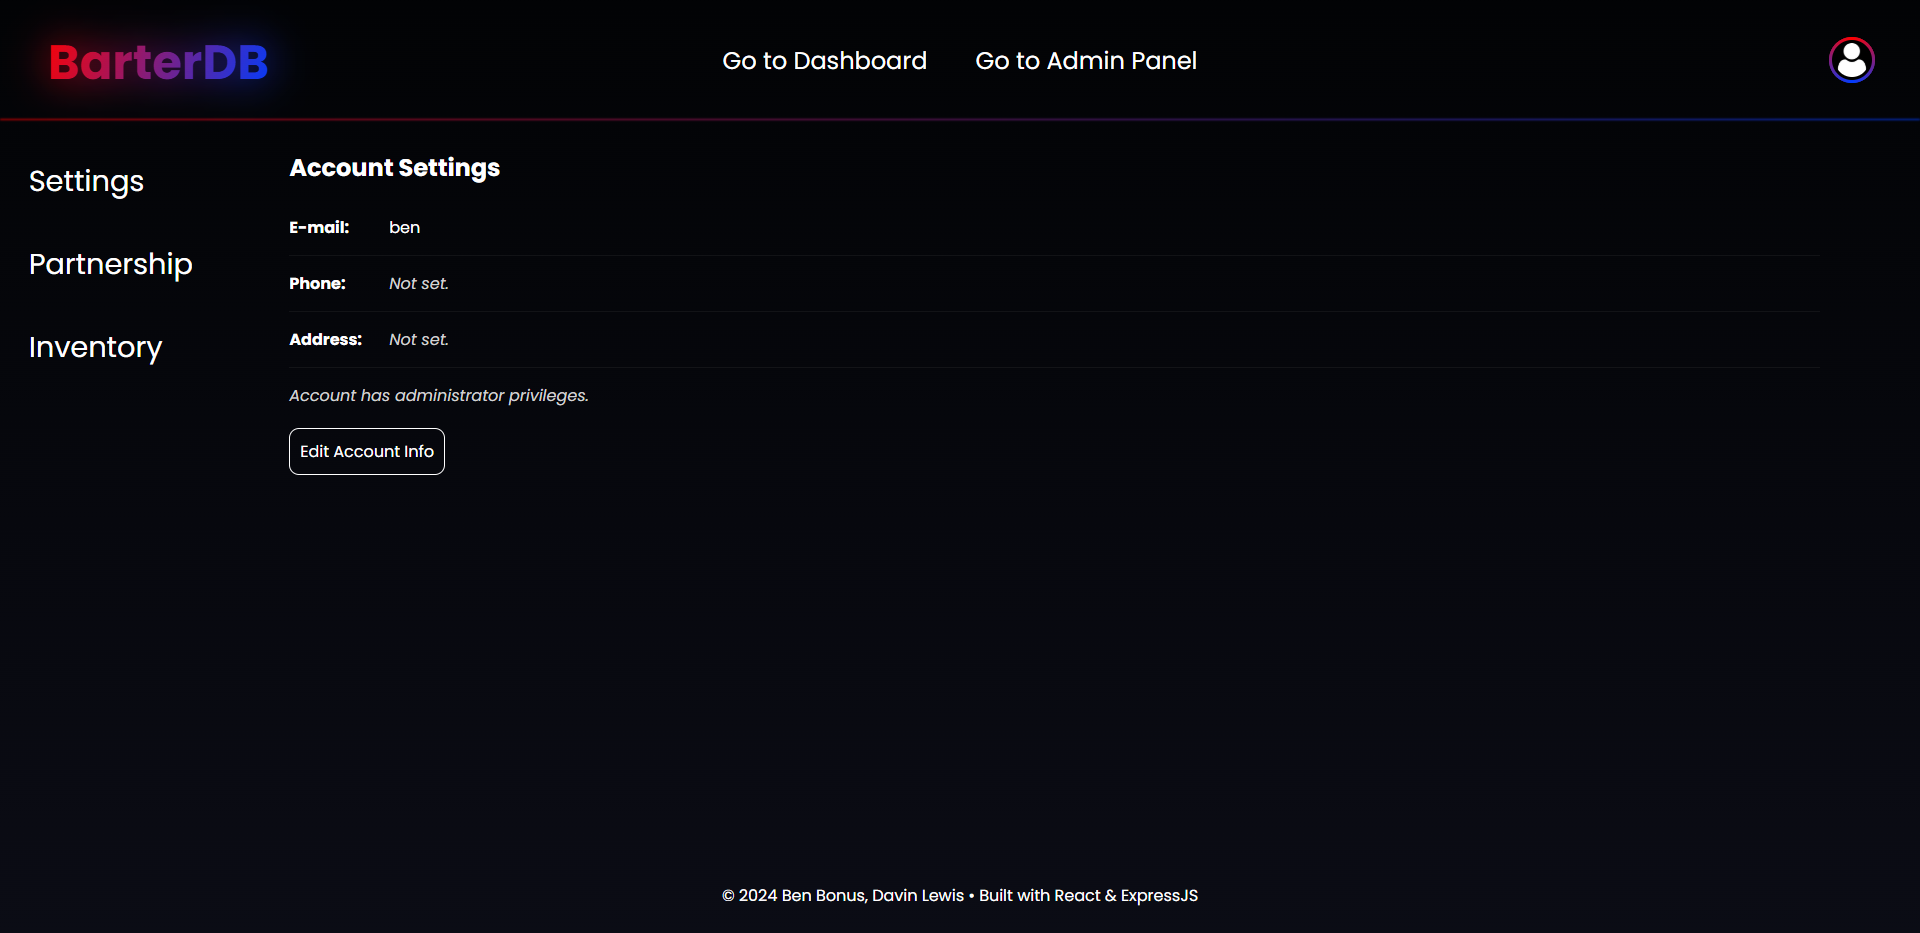 BarterDB
Go to Dashboard
Go to Admin Panel
Settings
Partnership
Inventory
Account Settings
E-mail: ben
Phone: Not set.
Address: Not set.
Account has administrator privileges.
Edit Account Info
© 2024 Ben Bonus, Davin Lewis • Built with React & ExpressJS